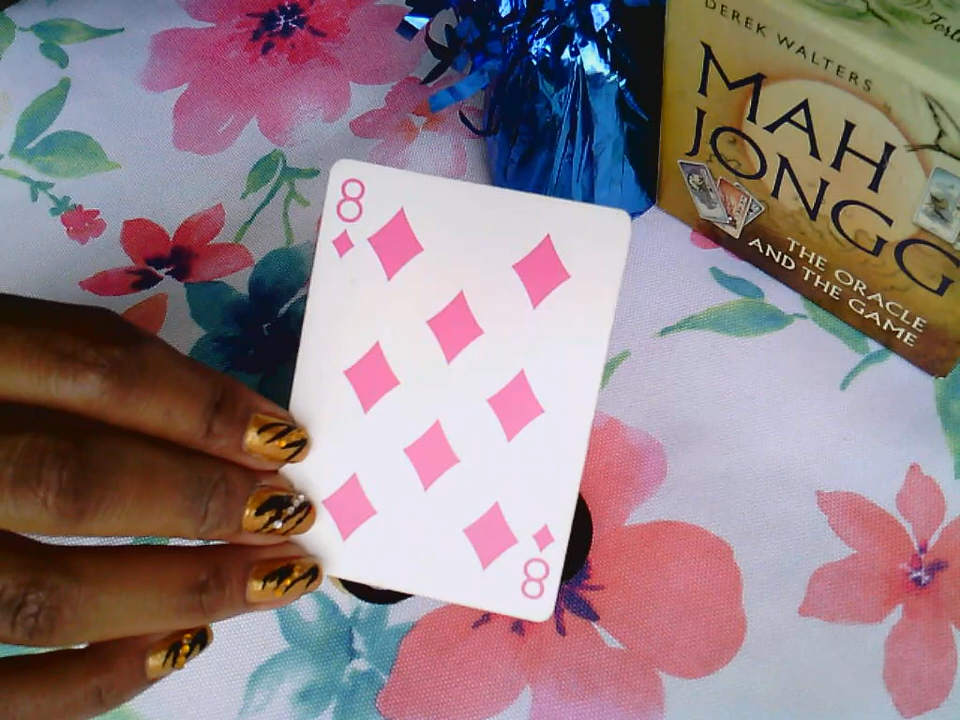 8
8
DEREK WALTERS
MAH
JONGG
THE ORACLE
AND THE GAME